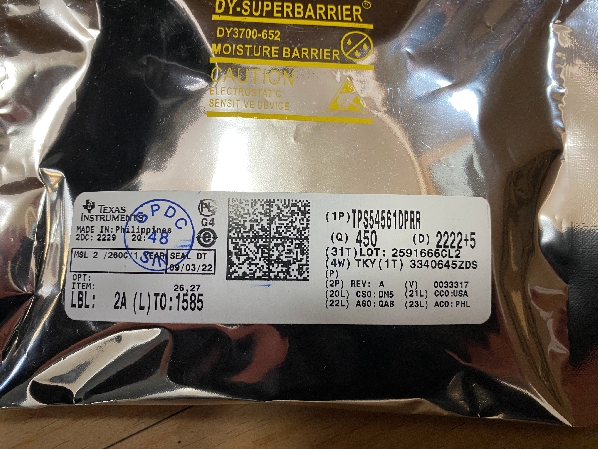 DY-SUPERBARRIER®
DY3700-652
MOISTURE BARRIER
CAUTION
ELECTROSTATIC
SENSITIVE DEVICE
TEXAS
INSTRUMENTS
G4
MADE IN: Philippines
2DC: 2229 2Q:
SPDC
48
MSL 2 /260C/1 YEAR SEAL DT
09/03/22
OPT:
ITEM: 26,27
LBL: 2A (L)TO:1585
(1P) TPS54561DPRR
(Q) 450 (D) 2222+5
(31T)LOT: 2591666CL2
(4W) TKY(1T) 3340645ZDS
(P)
(2P) REV: A (V) 0033317
(20L) CSO:DM5 (21L) CCO:USA
(22L) ASO:QAB (23L) ACO:PHL